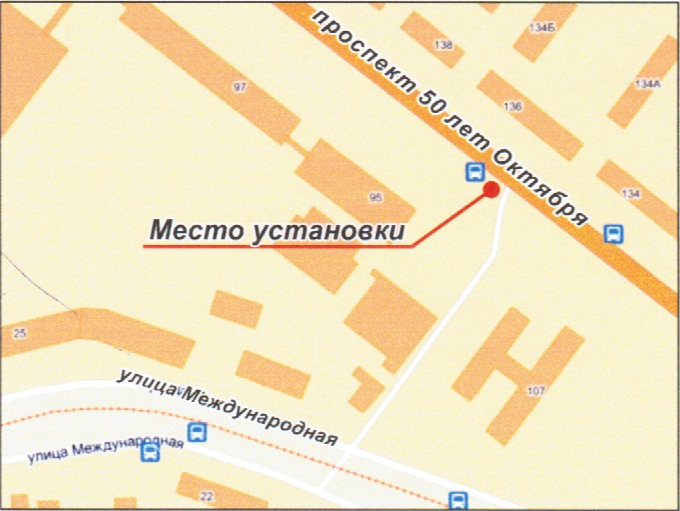 134Б
138
проспект 50 лет Октября
97
134А
136
95
134
Место установки
25
107
улица Международная
улица Международная
22